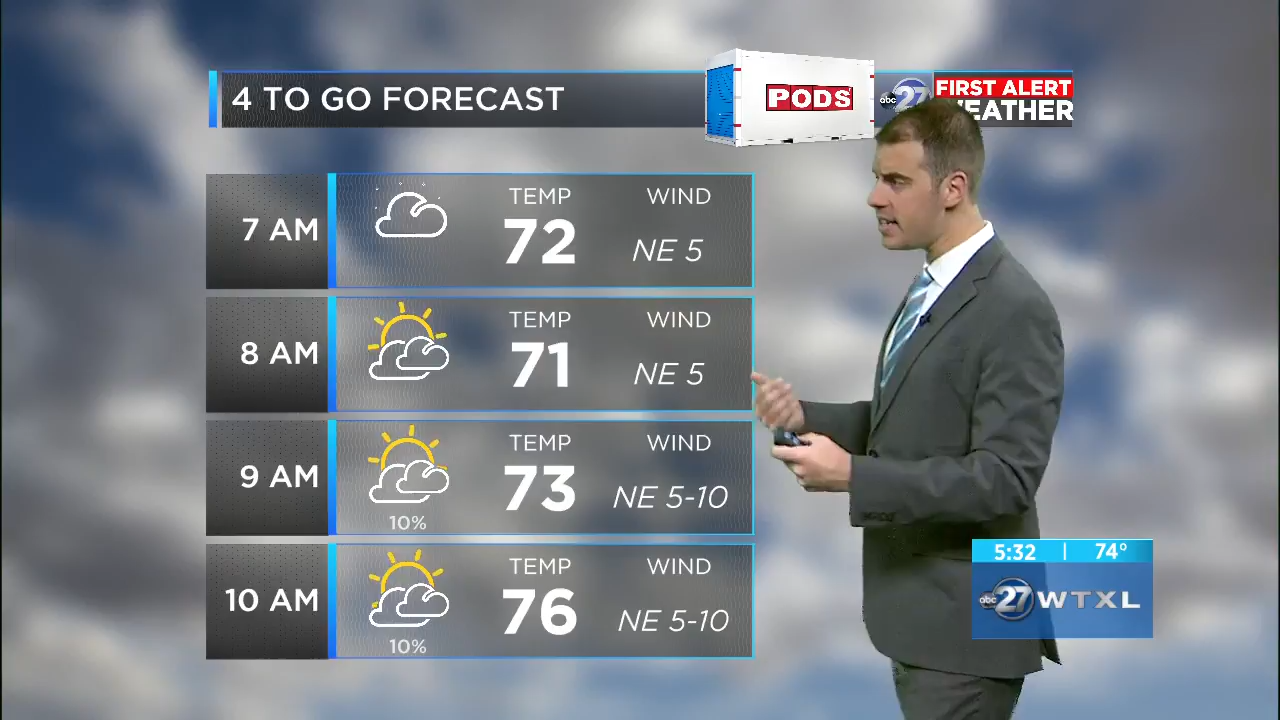 4 TO GO FORECAST
PODS
abc 27
FIRST ALERT
WEATHER
7 AM
TEMP
72
WIND
NE 5
8 AM
TEMP
71
WIND
NE 5
9 AM
10%
TEMP
73
WIND
NE 5-10
10 AM
10%
TEMP
76
WIND
NE 5-10
5:32 | 74°
abc 27 WTXL